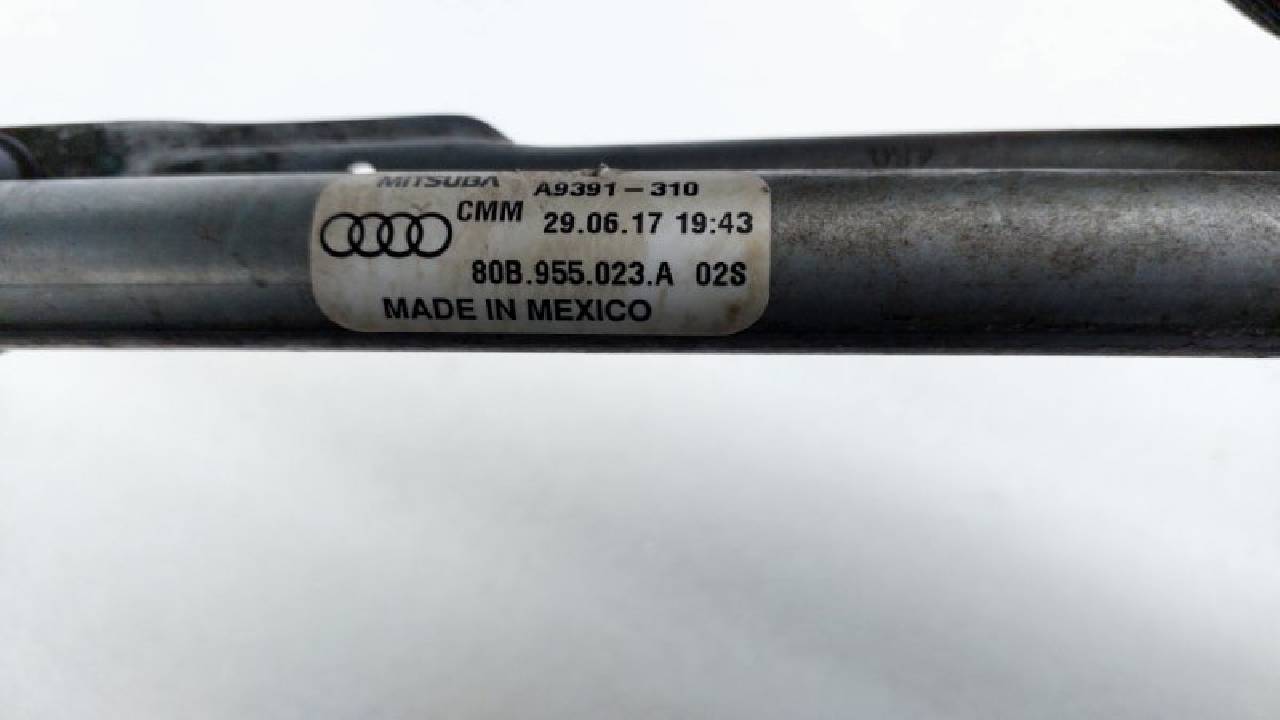 MITSUBA A9391-310
CMM 29.06.17 19:43
80B.955.023.A 02S
MADE IN MEXICO